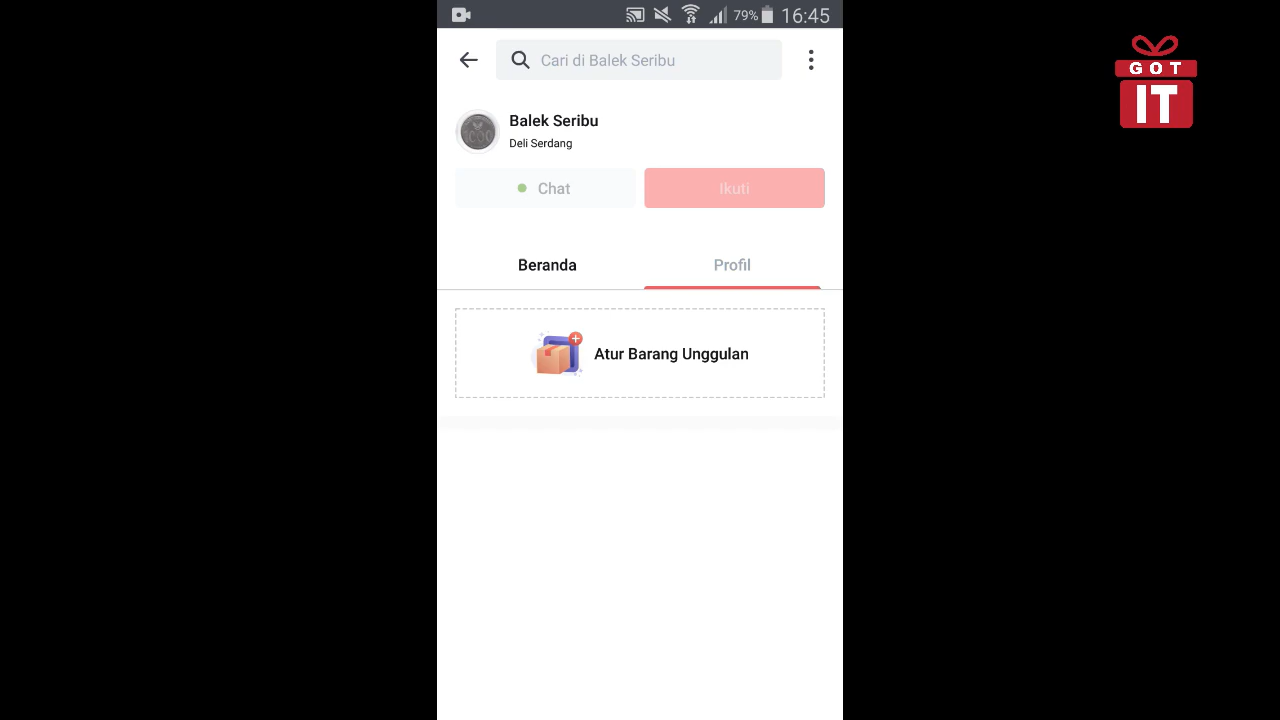 79% 16:45
Cari di Balek Seribu
Balek Seribu
Deli Serdang
Chat
Ikuti
Beranda
Profil
Atur Barang Unggulan
GOT
IT